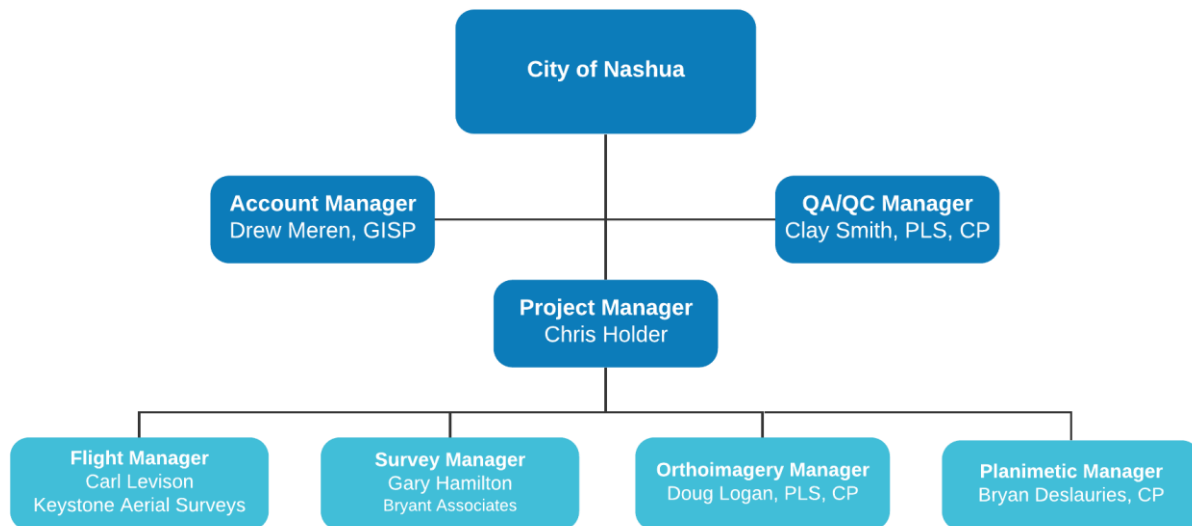 City of Nashua
Account Manager
Drew Meren, GISP
QA/QC Manager
Clay Smith, PLS, CP
Project Manager
Chris Holder
Flight Manager
Carl Levison
Keystone Aerial Surveys
Survey Manager
Gary Hamilton
Bryant Associates
Orthoimagery Manager
Doug Logan, PLS, CP
Planimetic Manager
Bryan Deslauries, CP